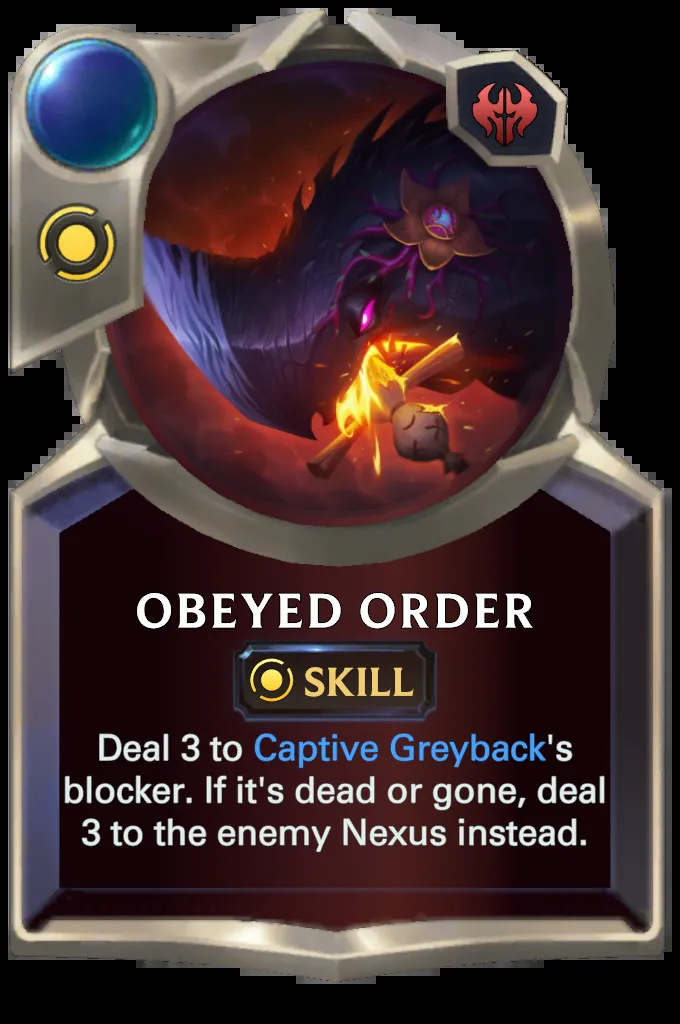 OBEYED ORDER
SKILL
Deal 3 to Captive Greyback's
blocker. If it's dead or gone, deal
3 to the enemy Nexus instead.